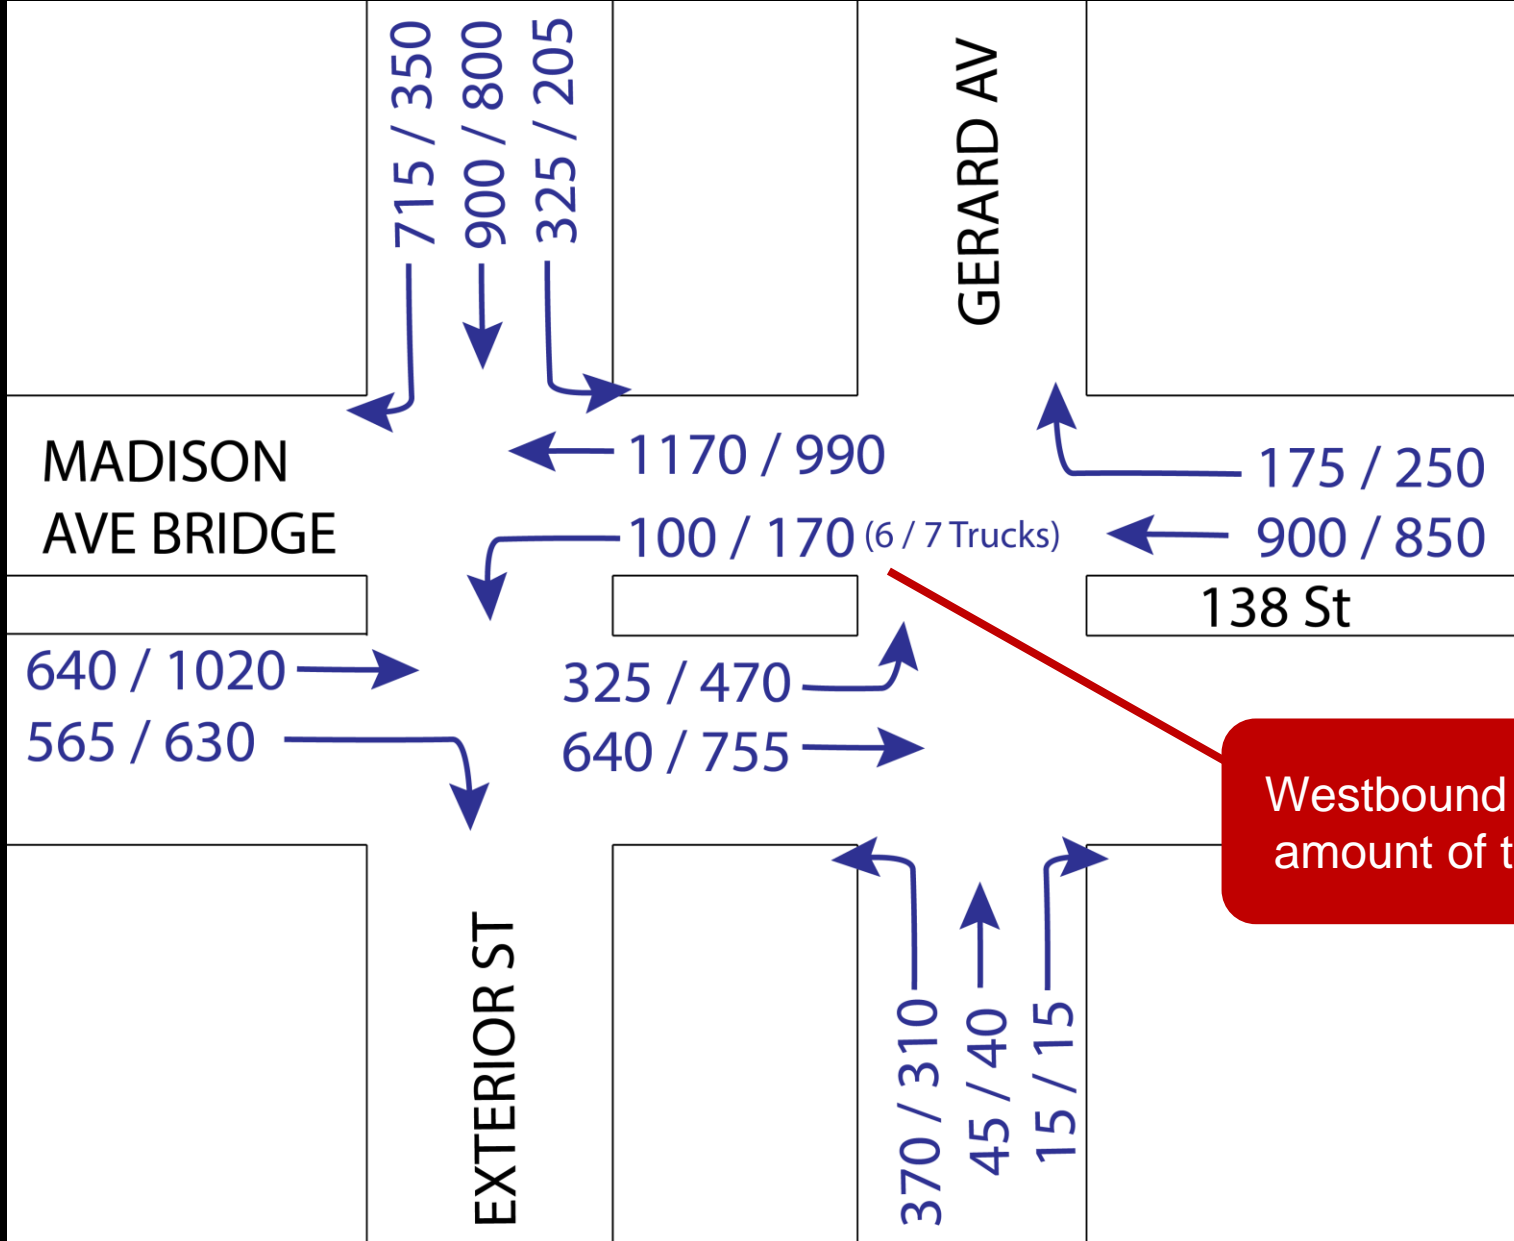 715 / 350
900 / 800
325 / 205
GERARD AV
MADISON
AVE BRIDGE
1170 / 990
100 / 170 (6 / 7 Trucks)
175 / 250
900 / 850
138 St
640 / 1020
565 / 630
325 / 470
640 / 755
Westbound
amount of t
EXTERIOR ST
370 / 310
45 / 40
15 / 15